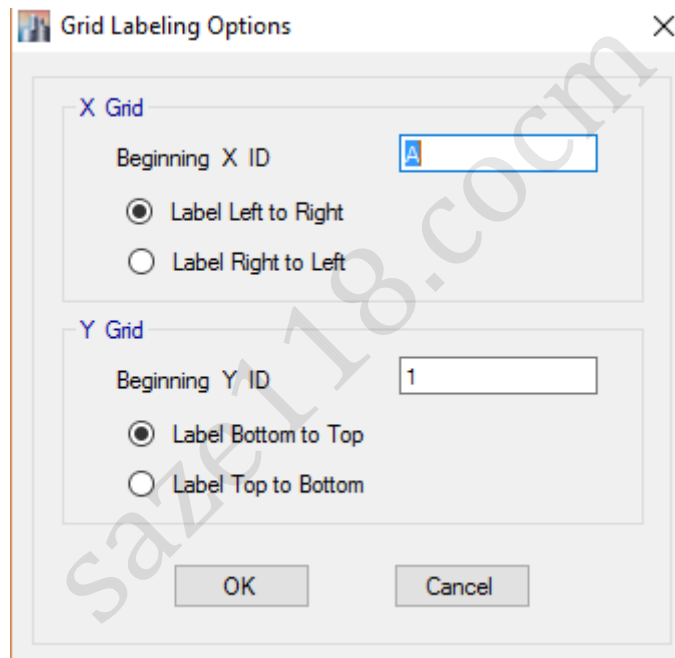 Grid Labeling Options
X Grid
Beginning X ID
A
Label Left to Right
Label Right to Left
Y Grid
Beginning Y ID
1
Label Bottom to Top
Label Top to Bottom
OK
Cancel
saze118.cocm